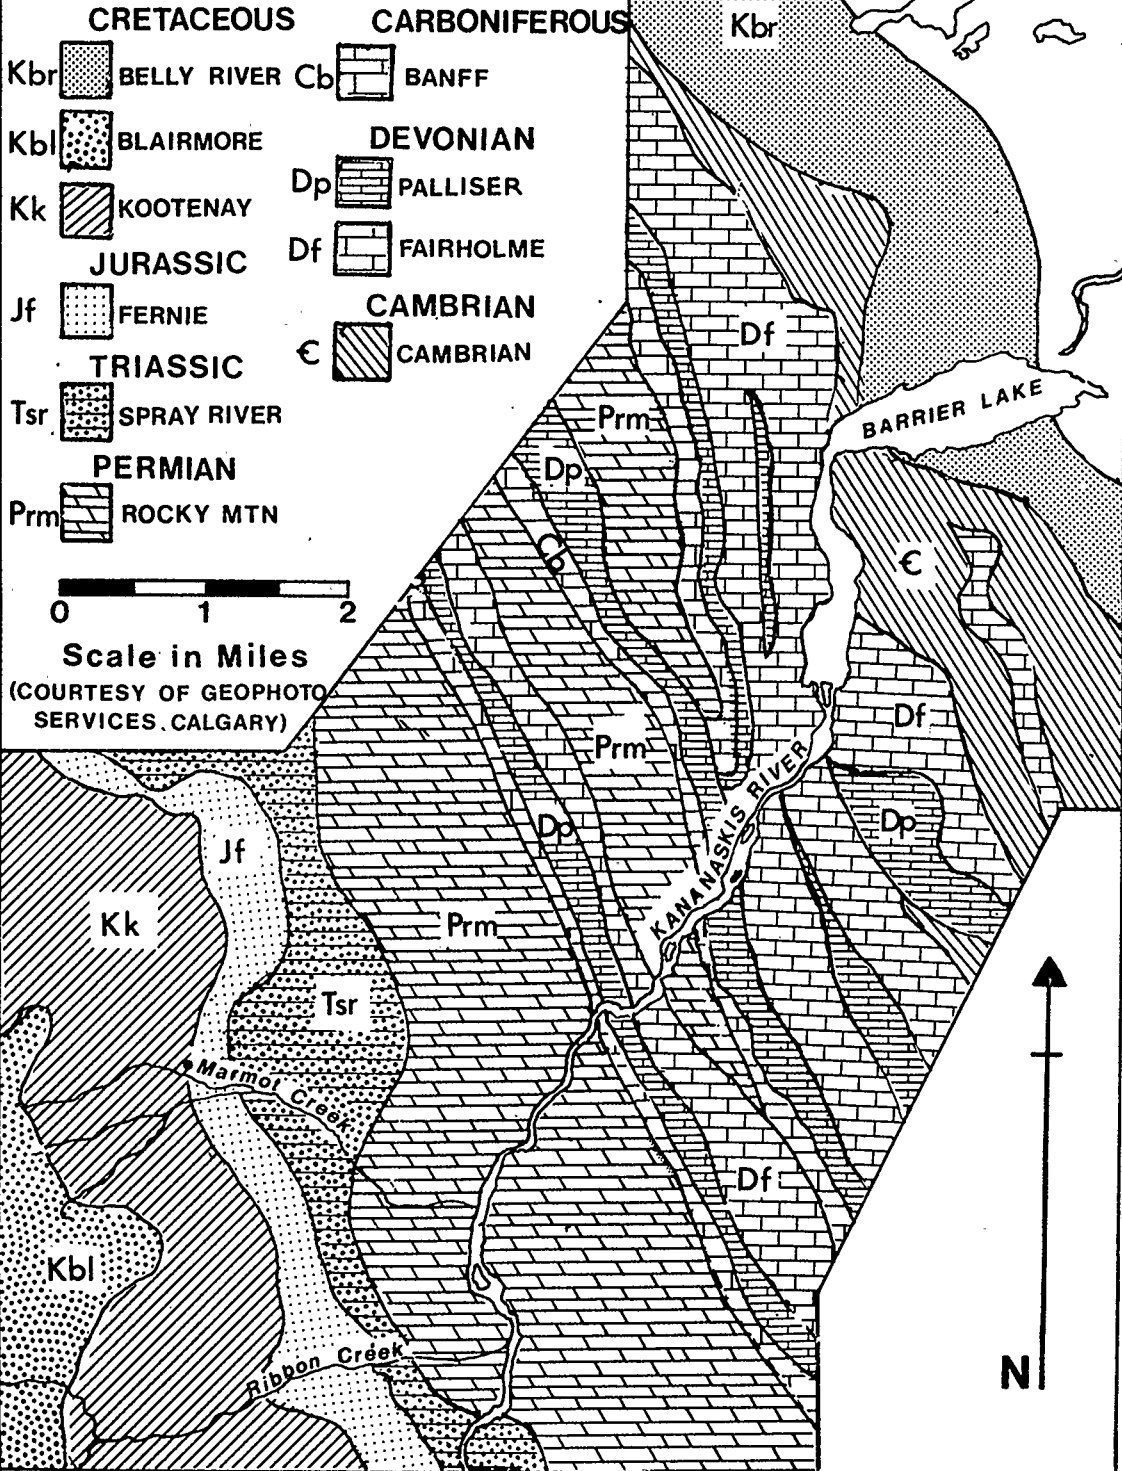 CRETACEOUS
Kbr BELLY RIVER
Kbl BLAIRMORE
Kk KOOTENAY
JURASSIC
Jf FERNIE
TRIASSIC
Tsr SPRAY RIVER
PERMIAN
Prm ROCKY MTN
CARBONIFEROUS
Cb BANFF
DEVONIAN
Dp PALLISER
Df FAIRHOLME
CAMBRIAN
Є CAMBRIAN
0 1 2
Scale in Miles
(COURTESY OF GEOPHOTO
SERVICES, CALGARY)
Kbr
Df
BARRIER LAKE
Prm
Dp
Cb
Є
Df
Prm
KANANASKIS RIVER
Dp
Dp
Jf
Kk
Prm
Tsr
Marmot Creek
Df
Kbl
Ribbon Creek
N